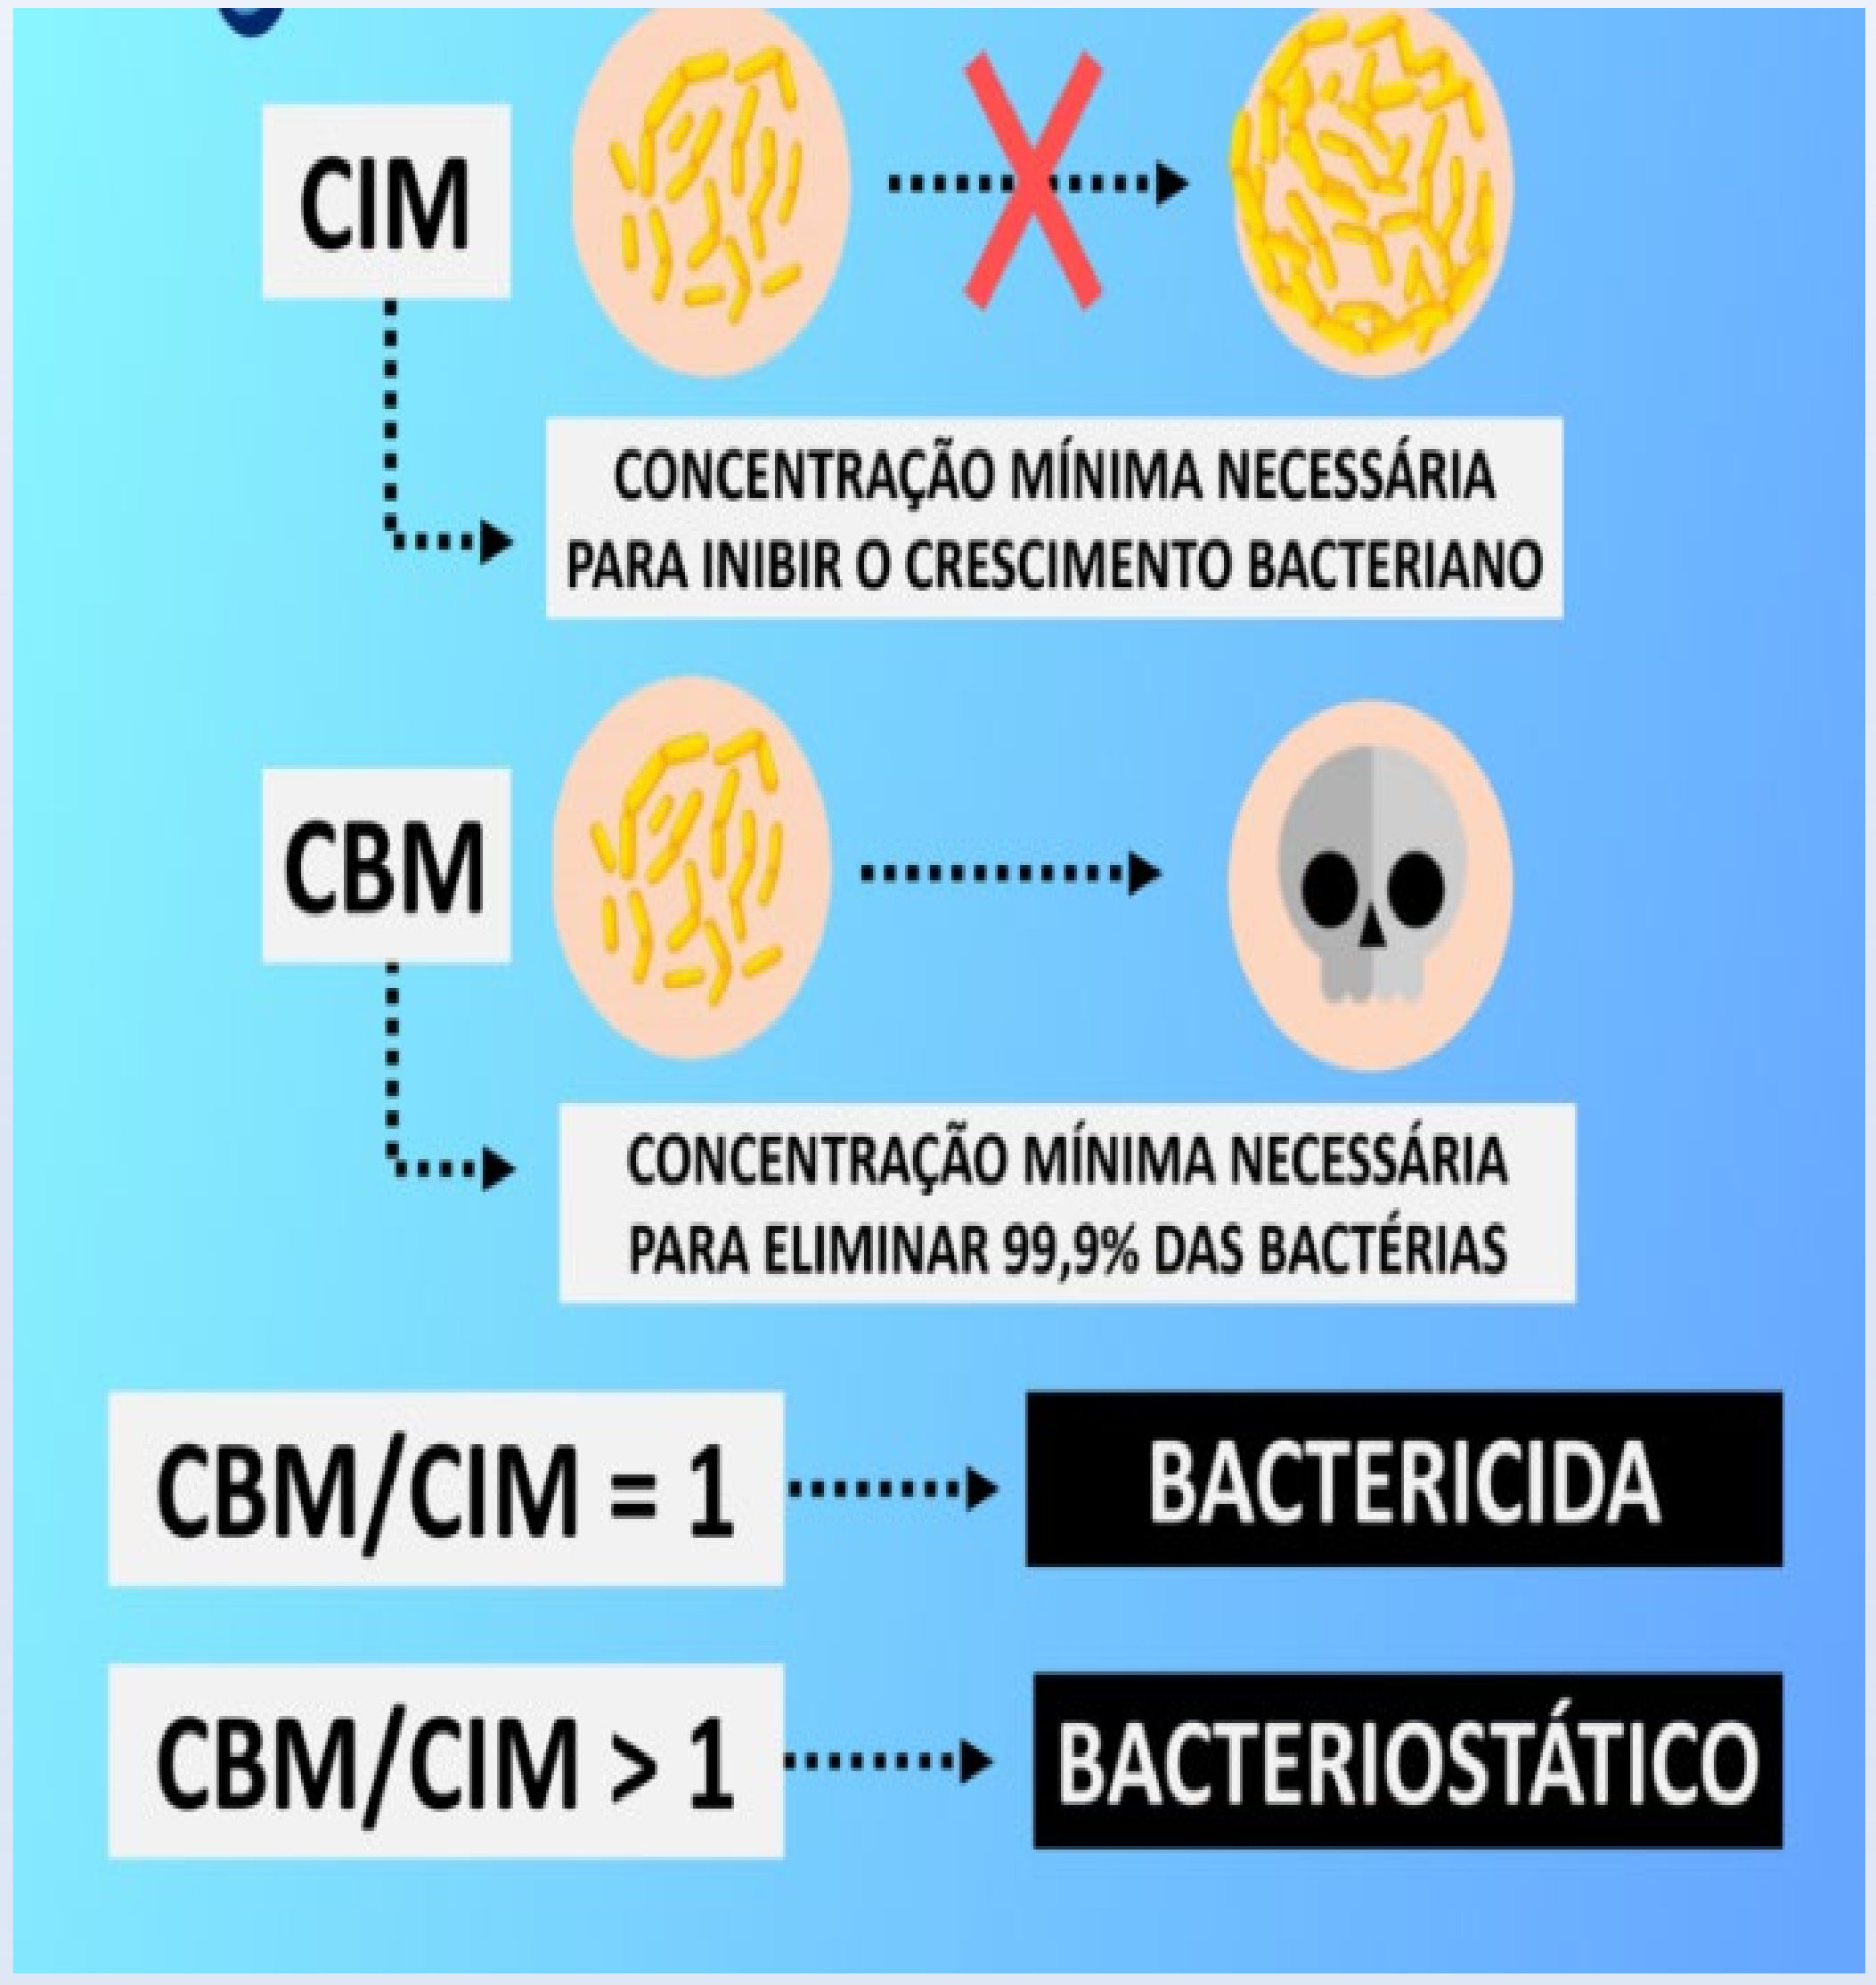 CIM
CONCENTRAÇÃO MÍNIMA NECESSÁRIA
PARA INIBIR O CRESCIMENTO BACTERIANO
CBM
CONCENTRAÇÃO MÍNIMA NECESSÁRIA
PARA ELIMINAR 99,9% DAS BACTÉRIAS
CBM/CIM = 1
BACTERICIDA
CBM/CIM > 1
BACTERIOSTÁTICO